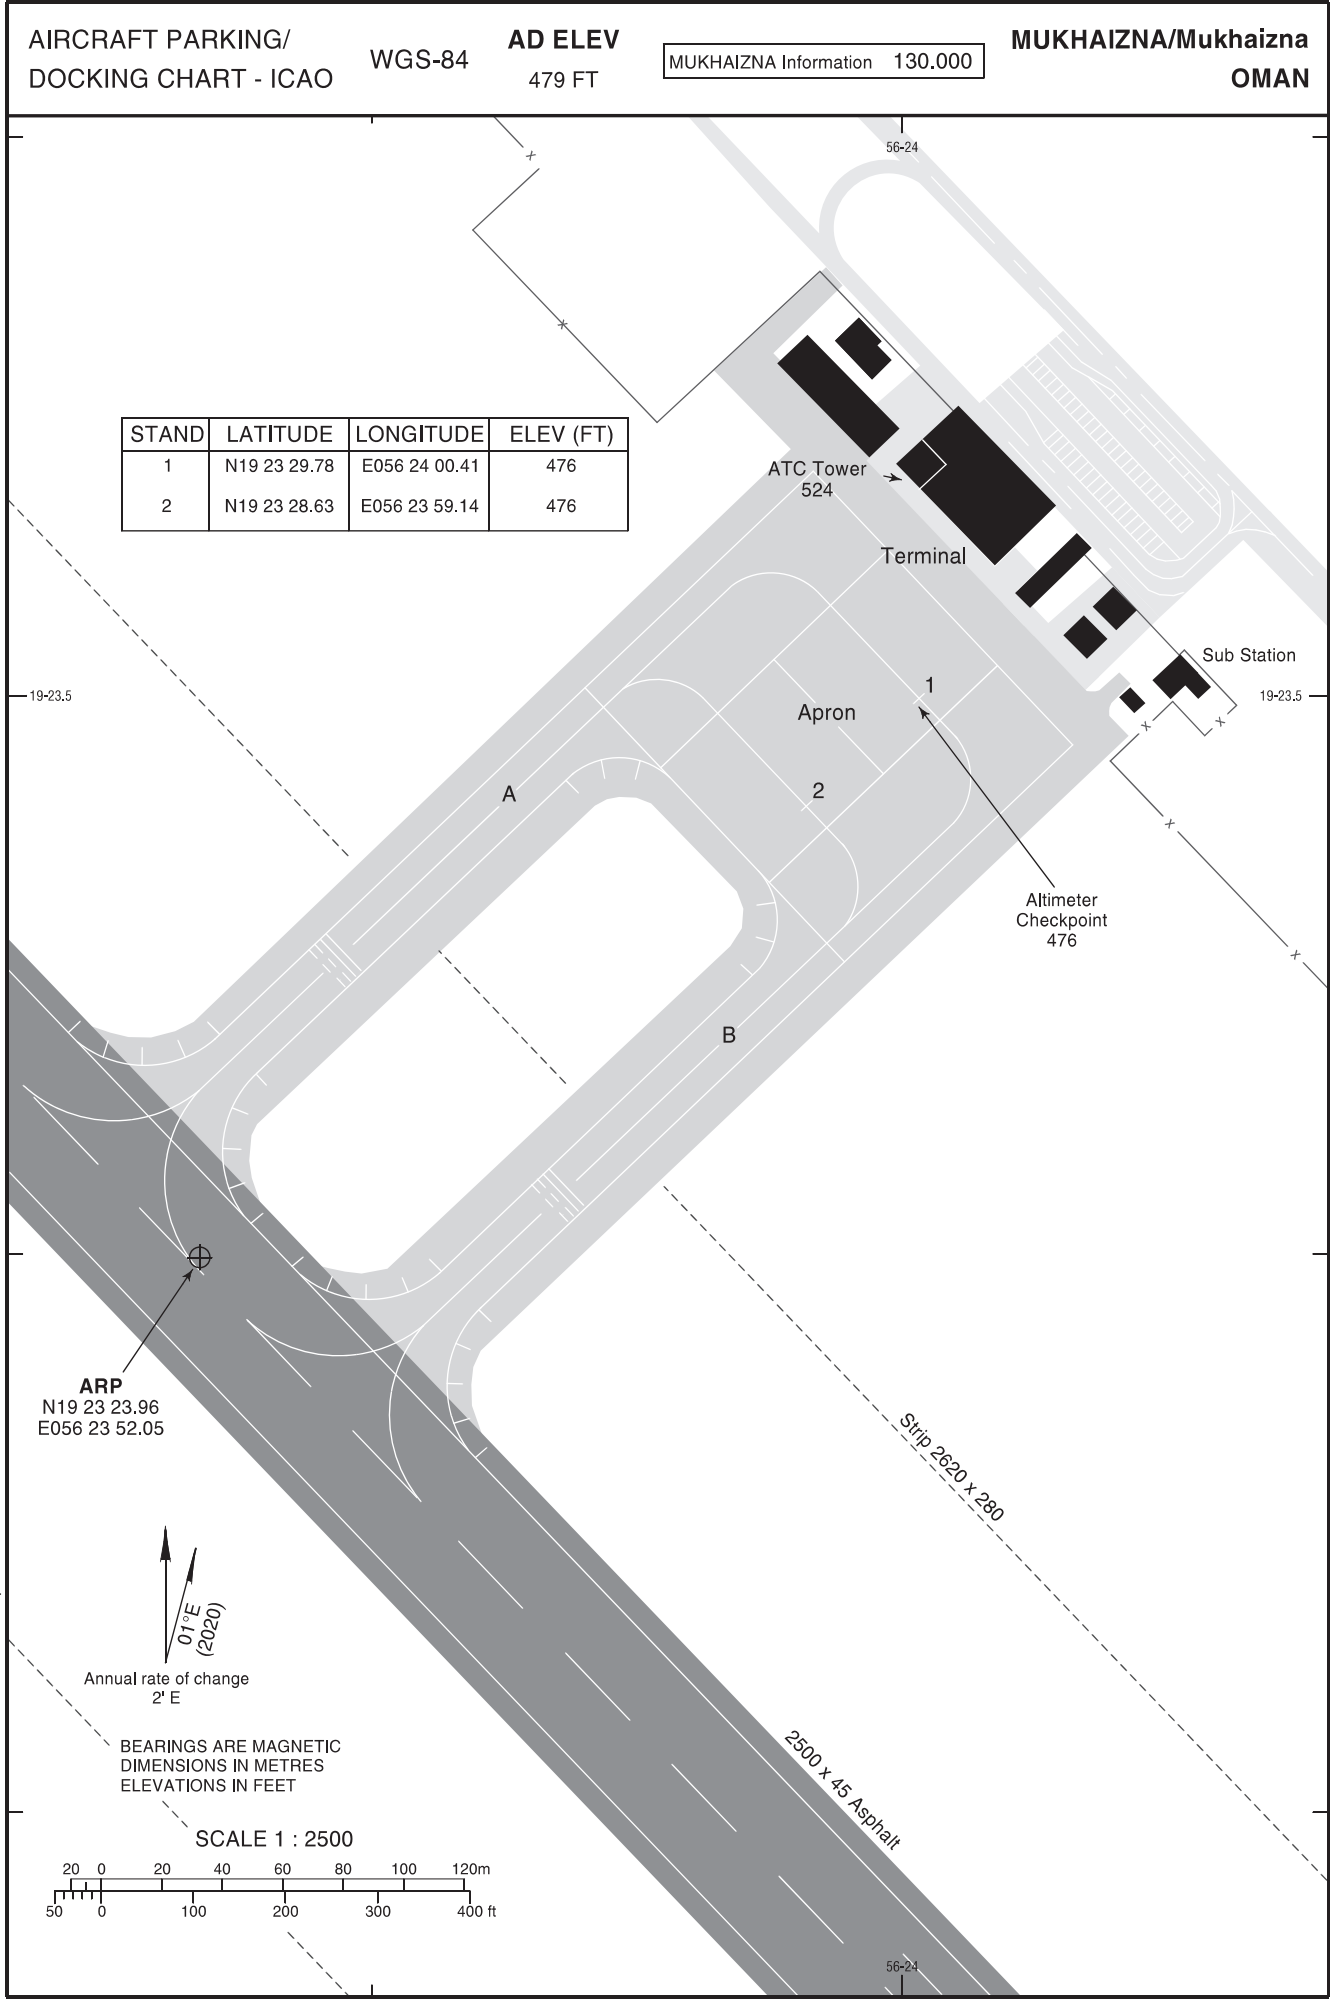 AIRCRAFT PARKING/
DOCKING CHART - ICAO
WGS-84
AD ELEV
479 FT
MUKHAIZNA Information 130.000
MUKHAIZNA/Mukhaizna
OMAN
56-24
STAND LATITUDE LONGITUDE ELEV (FT)
1 N19 23 29.78 E056 24 00.41 476
2 N19 23 28.63 E056 23 59.14 476
ATC Tower
524
Terminal
Sub Station
19-23.5
19-23.5
1
Apron
2
A
Altimeter
Checkpoint
476
B
ARP
N19 23 23.96
E056 23 52.05
Strip 2620 x 280
01°E
(2020)
Annual rate of change
2' E
BEARINGS ARE MAGNETIC
DIMENSIONS IN METRES
ELEVATIONS IN FEET
2500 x 45 Asphalt
SCALE 1 : 2500
20 0 20 40 60 80 100 120m
50 0 100 200 300 400 ft
56-24